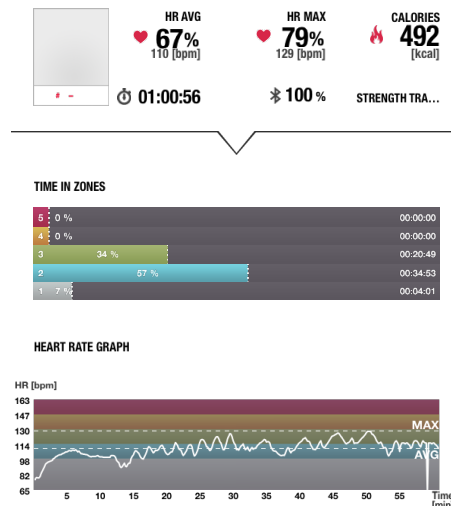 HR AVG
67%
110 [bpm]
HR MAX
79%
129 [bpm]
CALORIES
492
[kcal]
# –
01:00:56
100 %
STRENGTH TRA...
TIME IN ZONES
5 0 % 00:00:00
4 0 % 00:00:00
3 34 % 00:20:49
2 57 % 00:34:53
1 7 % 00:04:01
HEART RATE GRAPH
HR [bpm]
163
147
130
114
98
82
65
MAX
AVG
5 10 15 20 25 30 35 40 45 50 55 Time
[min